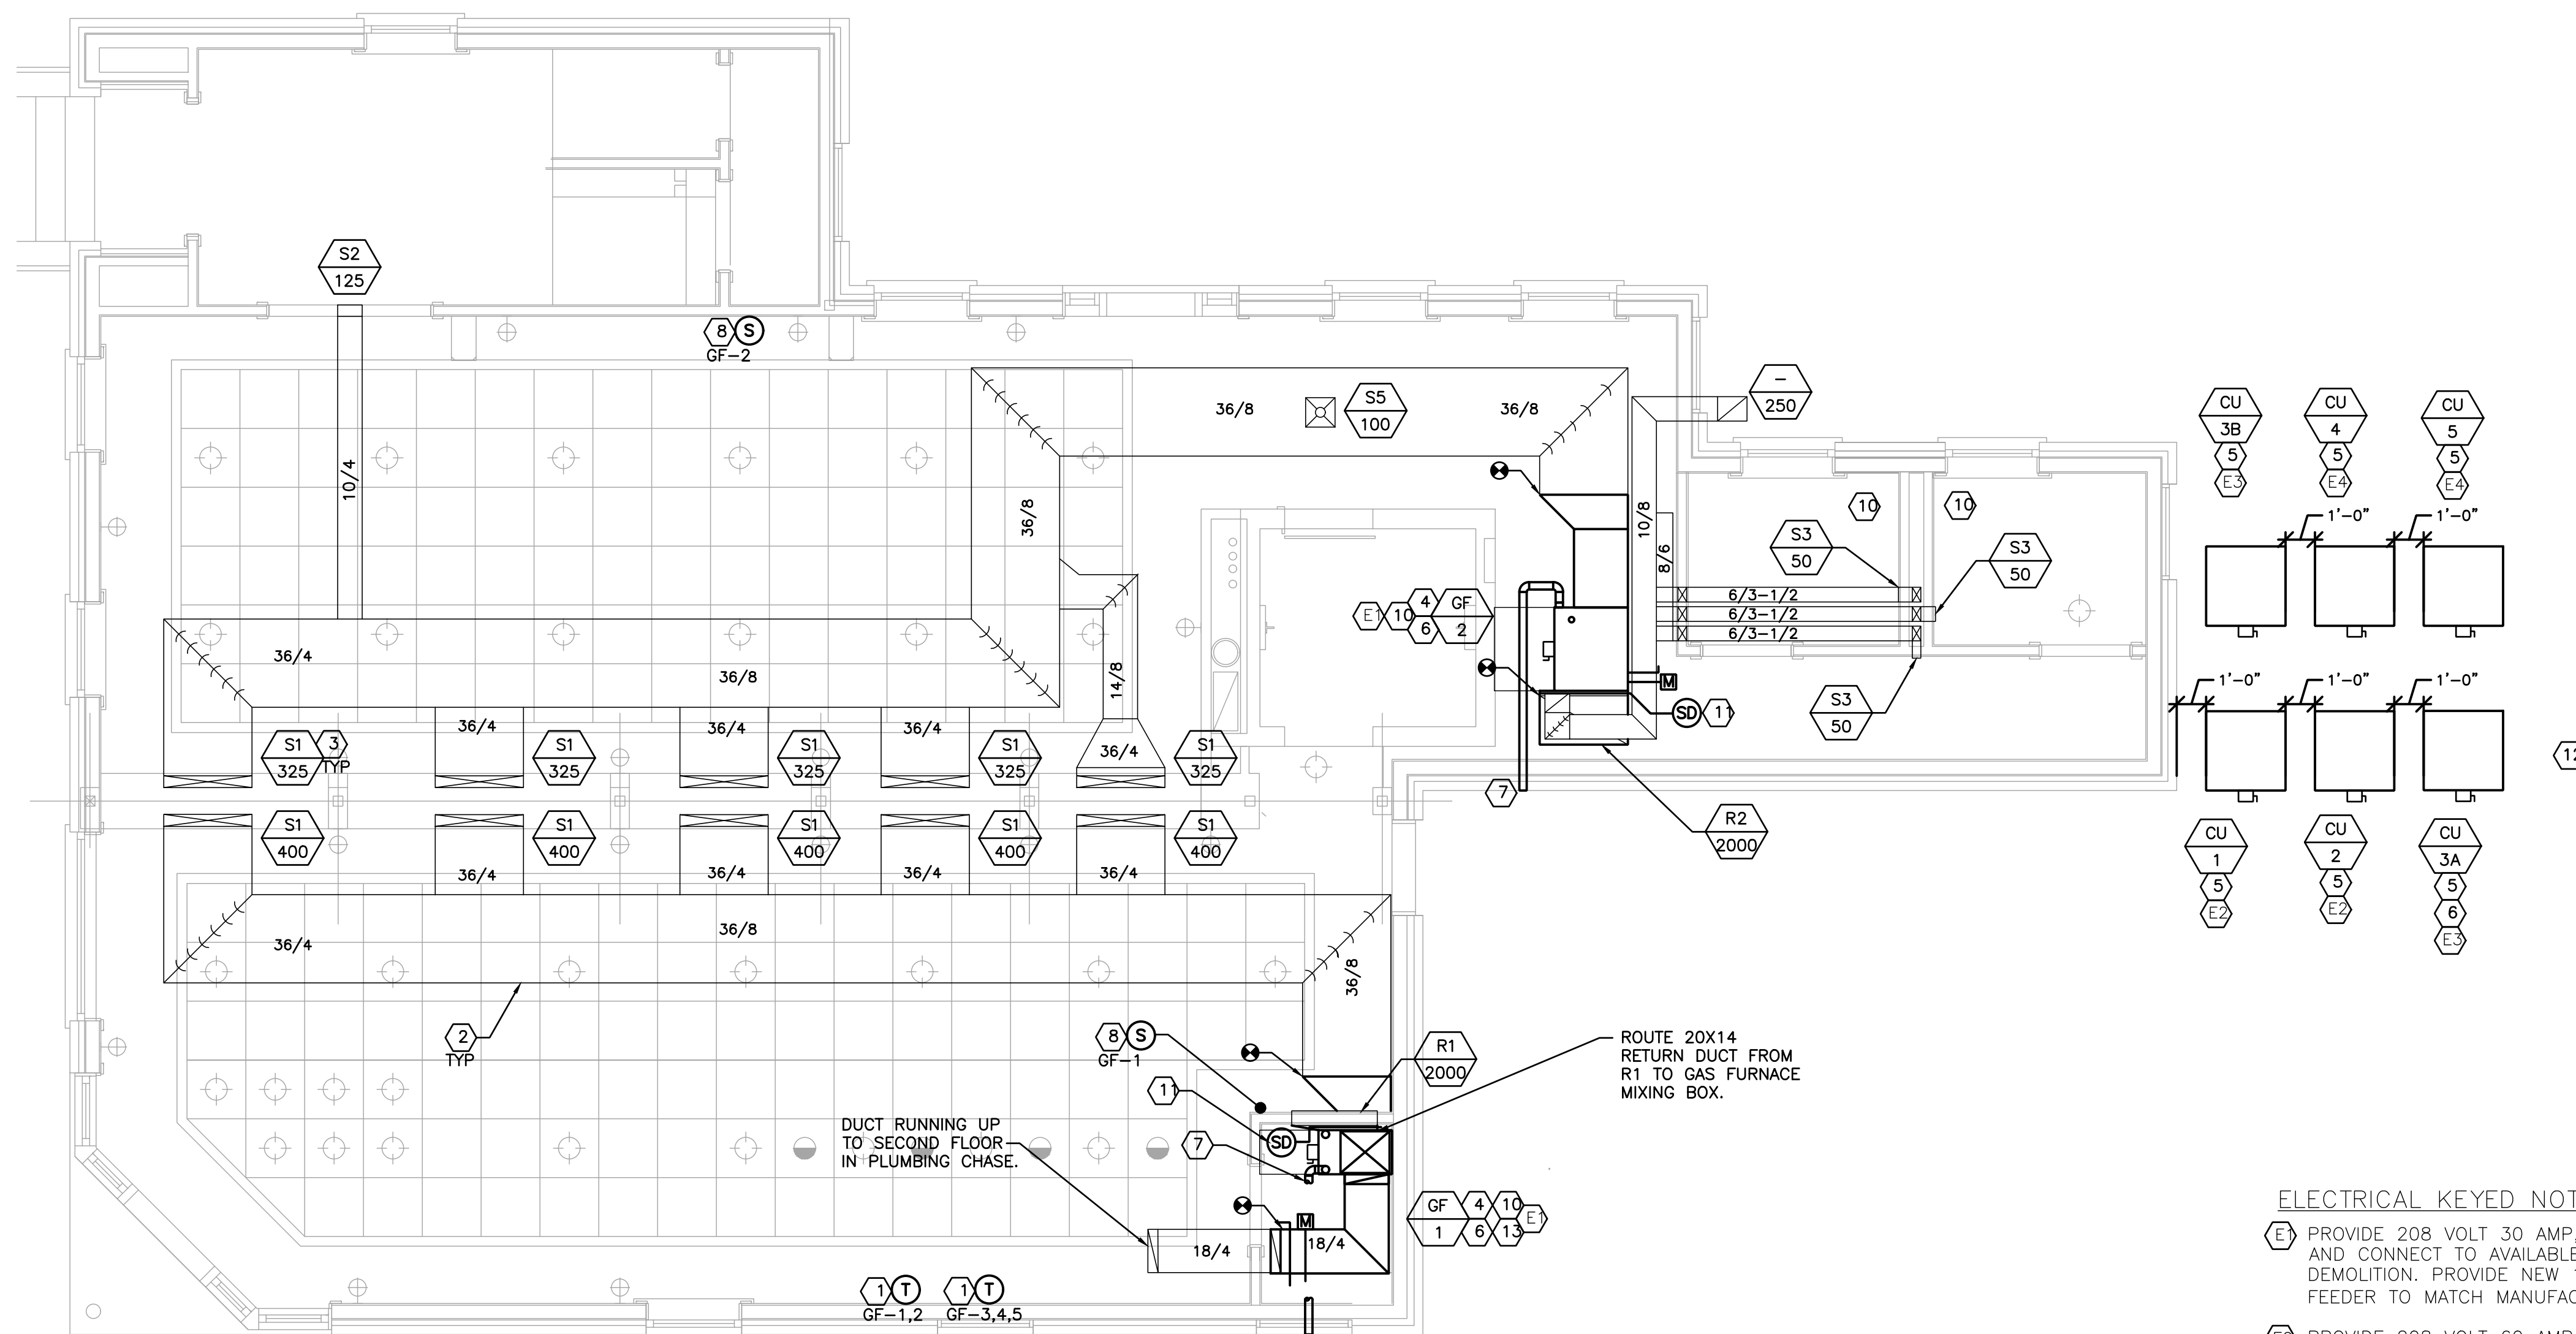 S2
125
8 S
GF-2
10/4
36/8
S5
100
36/8
-
250
CU
3B
5
E3
CU
4
5
E4
CU
5
5
E4
1'-0"
1'-0"
36/8
10/8
8/6
10
10
S3
50
S3
50
6/3-1/2
6/3-1/2
6/3-1/2
E1 10 4 6 GF
2
M
SD 11
S3
50
36/4
36/8
14/8
36/4
36/4
36/4
36/4
S1
325
3
TYP
S1
325
S1
325
S1
325
S1
325
7
R2
2000
1'-0"
1'-0"
1'-0"
S1
400
S1
400
S1
400
S1
400
S1
400
36/4
36/4
36/4
36/4
CU
1
5
E2
CU
2
5
E2
CU
3A
5
6
E3
36/4
36/8
36/8
2
TYP
8 S
GF-1
R1
2000
ROUTE 20X14
RETURN DUCT FROM
R1 TO GAS FURNACE
MIXING BOX.
11
DUCT RUNNING UP
TO SECOND FLOOR
IN PLUMBING CHASE.
7
SD
GF
1
4 10
6 13
E1
M
18/4
18/4
1 T
GF-1,2
1 T
GF-3,4,5
ELECTRICAL KEYED
E1 PROVIDE 208 VOLT 30 AMP,
AND CONNECT TO AVAILABLE
DEMOLITION. PROVIDE NEW
FEEDER TO MATCH
PROVIDE 208 VOLT 60 AMP